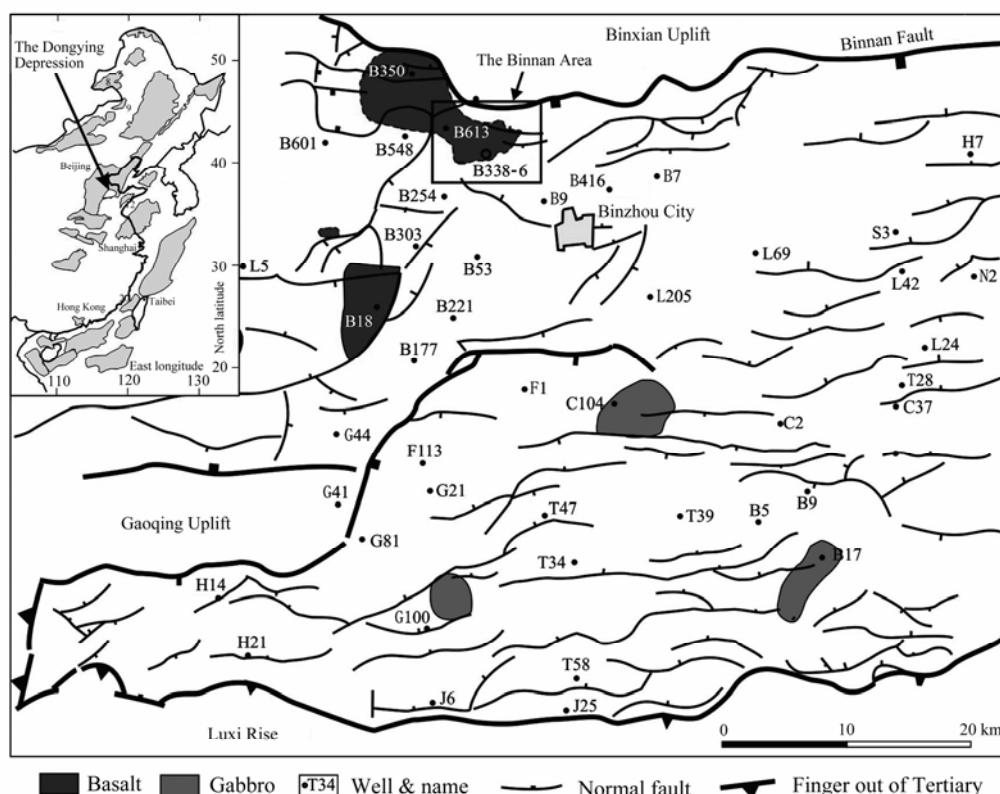 The Dongying
Depression
50
40
30
20
Beijing
Shanghai
Hong Kong
Taibei
North latitude
East longitude
110
120
130
Binxian Uplift
Binnan Fault
The Binnan Area
B350
B613
B601
B548
B338-6
H7
B7
B416
B254
B9
Binzhou City
B303
S3
L69
L5
B53
L42
N2
L205
B18
B221
B177
L24
F1
T28
C104
C37
C2
G44
F113
G21
B9
G41
T47
T39
B5
Gaoqing Uplift
G81
T34
B17
H14
G100
H21
T58
J6
J25
Luxi Rise
0
10
20 km
Basalt
Gabbro
T34
Well & name
Normal fault
Finger out of Tertiary